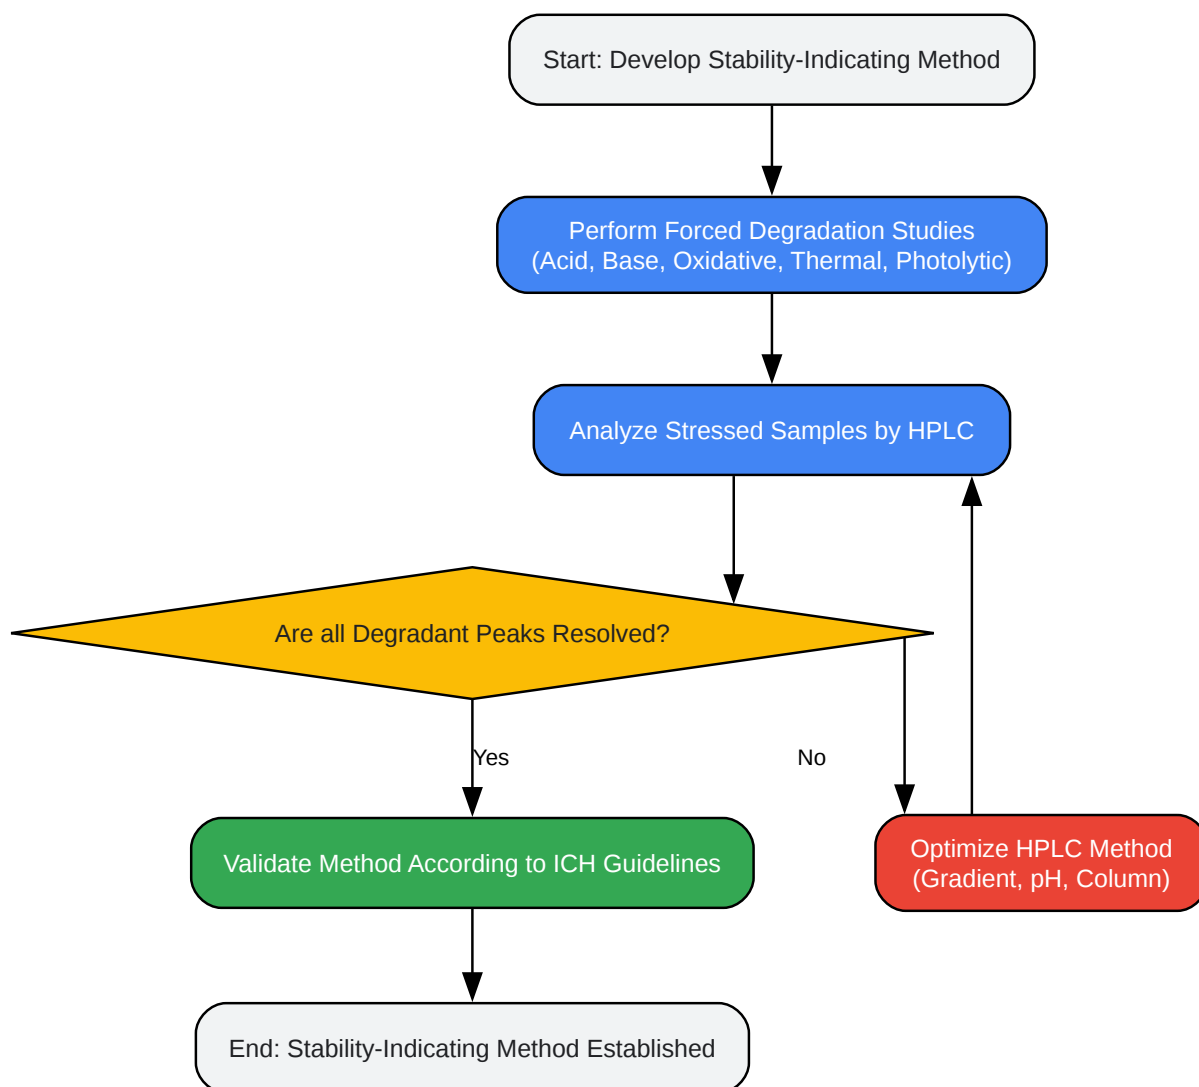 Start: Develop Stability-Indicating Method
Perform Forced Degradation Studies
(Acid, Base, Oxidative, Thermal, Photolytic)
Analyze Stressed Samples by HPLC
Are all Degradant Peaks Resolved?
Yes
No
Validate Method According to ICH Guidelines
Optimize HPLC Method
(Gradient, pH, Column)
End: Stability-Indicating Method Established